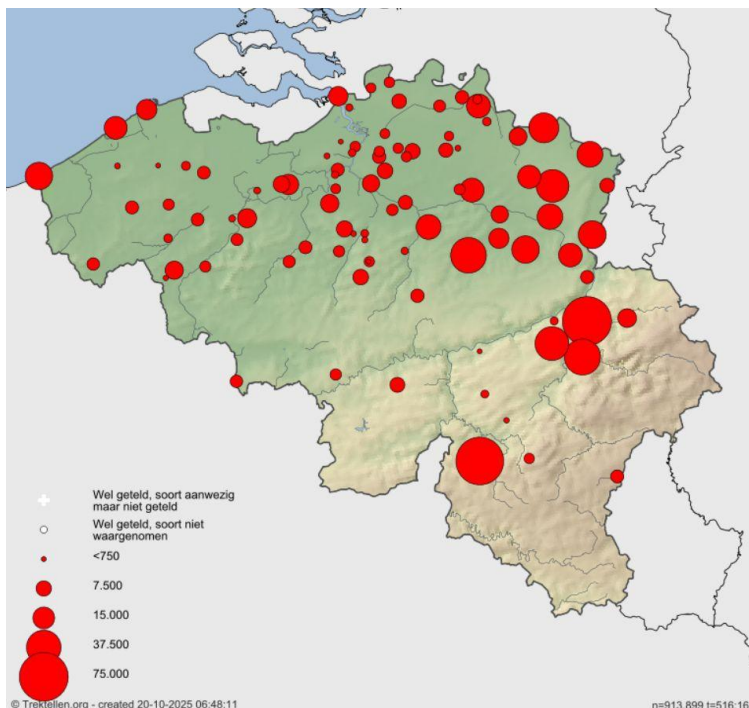 Wel geteld, soort aanwezig
maar niet geteld
Wel geteld, soort niet
waargenomen
<750
7.500
15.000
37.500
75.000
© Trektellen.org - created 20-10-2025 06:48:11
n=913.899 t=516:16